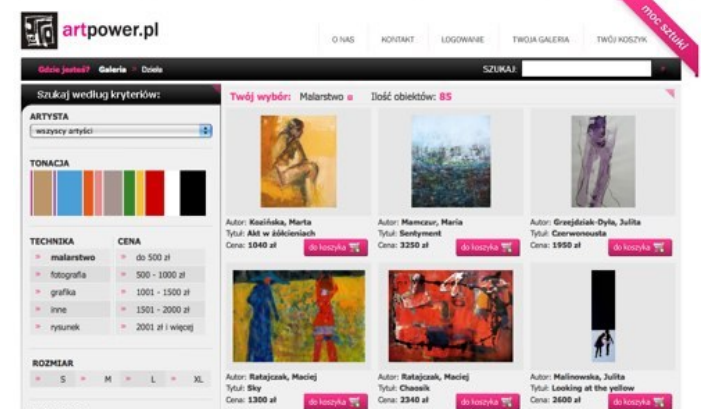 artpower.pl
moc sztuki
O NAS KONTAKT LOGOWANIE TWOJA GALERIA TWÓJ KOSZYK
Gdzie jesteś? Galeria » Dzieła
SZUKAJ:
Szukaj według kryteriów:
ARTYSTA
wszyscy artyści
TONACJA
TECHNIKA CENA
» malarstwo » do 500 zł
» fotografia » 500 - 1000 zł
» grafika » 1001 - 1500 zł
» inne » 1501 - 2000 zł
» rysunek » 2001 zł i więcej
ROZMIAR
» S » M » L » XL
Twój wybór: Malarstwo Ilość obiektów: 85
Autor: Kozińska, Marta
Tytuł: Akt w żółcieniach
Cena: 1040 zł do koszyka
Autor: Mamczur, Maria
Tytuł: Sentyment
Cena: 3250 zł do koszyka
Autor: Grzejdziak-Dyła, Julita
Tytuł: Czerwonousta
Cena: 1950 zł do koszyka
Autor: Ratajczak, Maciej
Tytuł: Sky
Cena: 1300 zł do koszyka
Autor: Ratajczak, Maciej
Tytuł: Chaosik
Cena: 2340 zł do koszyka
Autor: Malinowska, Julita
Tytuł: Looking at the yellow
Cena: 2600 zł do koszyka